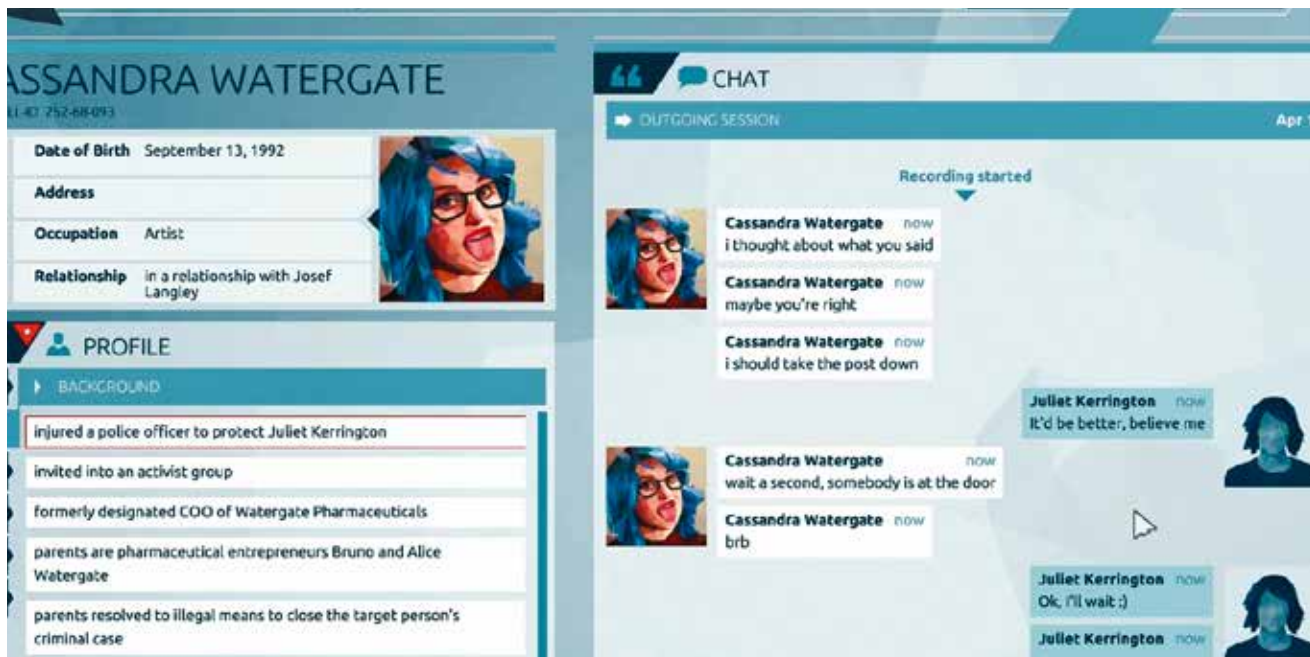 ASSANDRA WATERGATE
252-68-093
Date of Birth September 13, 1992
Address
Occupation Artist
Relationship in a relationship with Josef
Langley
PROFILE
BACKGROUND
injured a police officer to protect Juliet Kerrington
invited into an activist group
formerly designated COO of Watergate Pharmaceuticals
parents are pharmaceutical entrepreneurs Bruno and Alice
Watergate
parents resolved to illegal means to close the target person's
criminal case
CHAT
OUTGOING SESSION Apr
Recording started
Cassandra Watergate now
i thought about what you said
Cassandra Watergate now
maybe you're right
Cassandra Watergate now
i should take the post down
Juliet Kerrington now
It'd be better, believe me
Cassandra Watergate now
wait a second, somebody is at the door
Cassandra Watergate now
brb
Juliet Kerrington now
Ok, i'll wait :)
Juliet Kerrington now